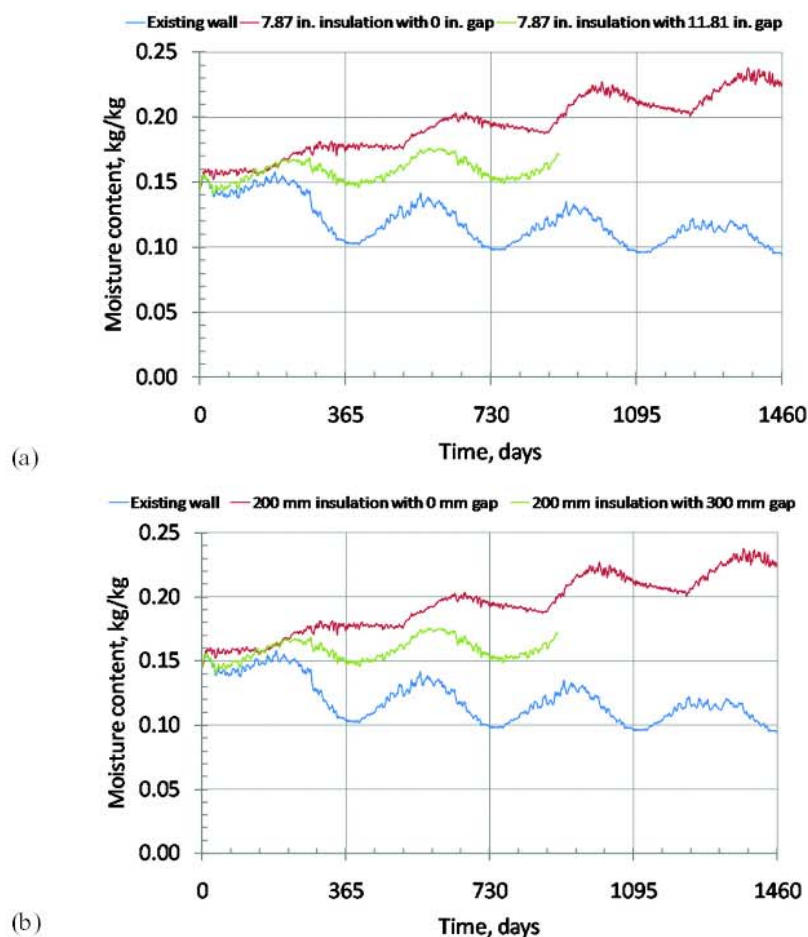 Existing wall 7.87 in. insulation with 0 in. gap 7.87 in. insulation with 11.81 in. gap
0.25
0.20
0.15
0.10
0.05
0.00
Moisture content, kg/kg
0 365 730 1095 1460
Time, days
(a)
Existing wall 200 mm insulation with 0 mm gap 200 mm insulation with 300 mm gap
0.25
0.20
0.15
0.10
0.05
0.00
Moisture content, kg/kg
0 365 730 1095 1460
Time, days
(b)